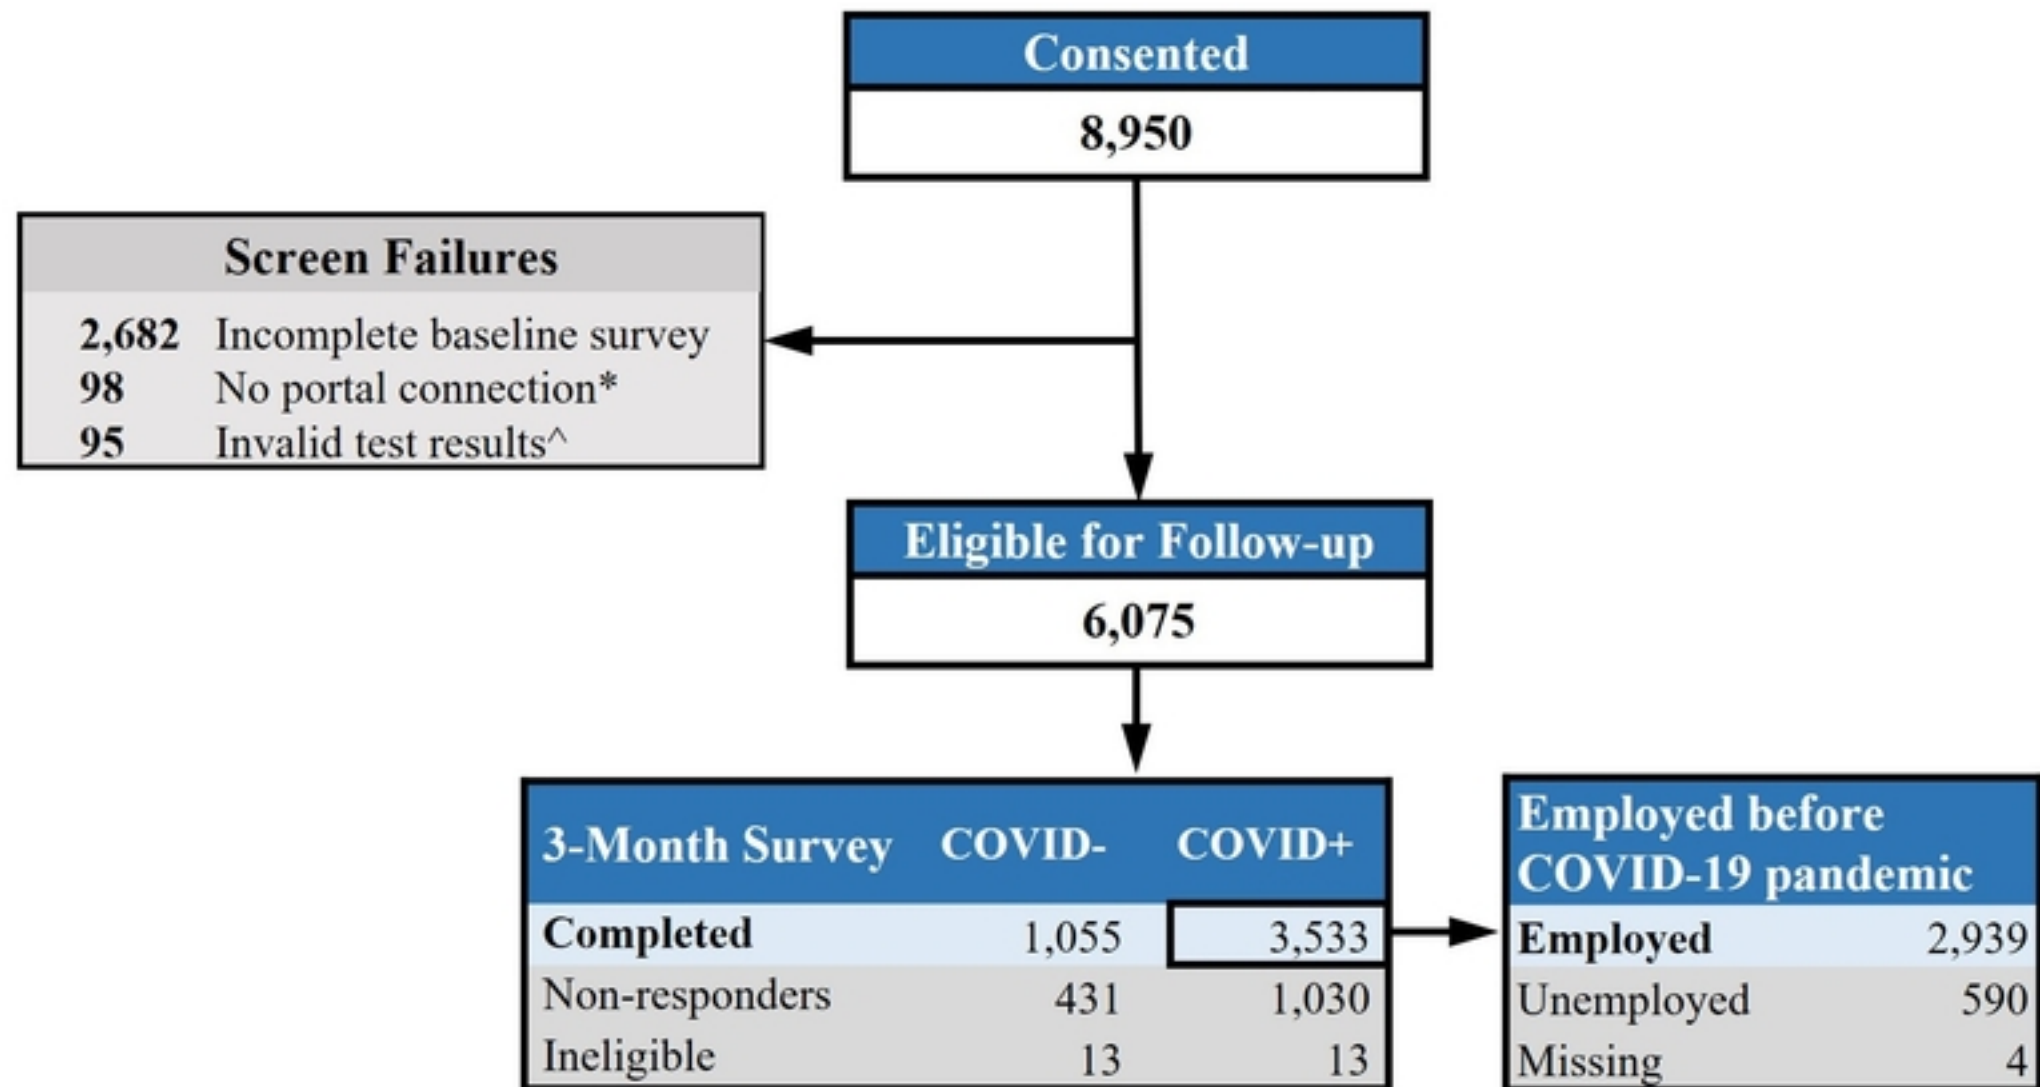 Consented
8,950
Screen Failures
2,682 Incomplete baseline survey
98 No portal connection*
95 Invalid test results^
Eligible for Follow-up
6,075
3-Month Survey COVID- COVID+
Completed 1,055 3,533
Non-responders 431 1,030
Ineligible 13 13
Employed before
COVID-19 pandemic
Employed 2,939
Unemployed 590
Missing 4